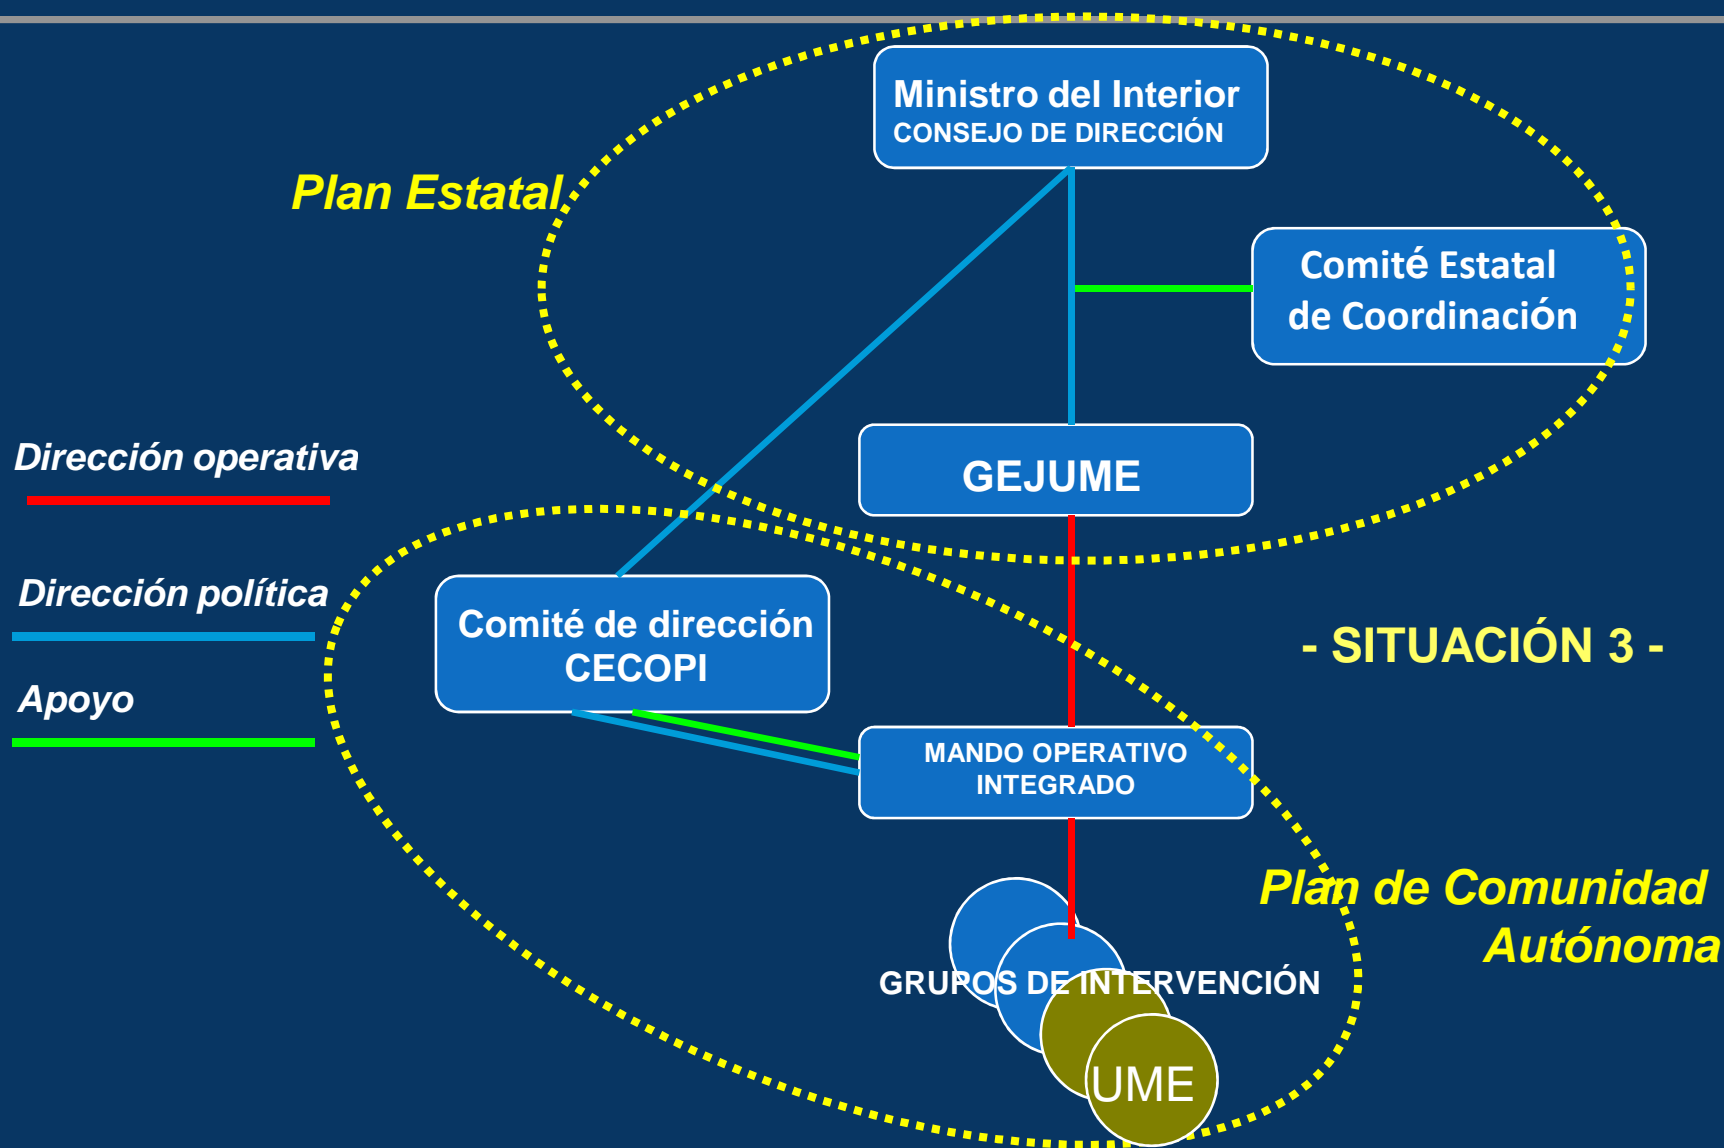 Ministro del Interior
CONSEJO DE DIRECCIÓN
Plan Estatal
Comité Estatal
de Coordinación
Dirección operativa
GEJUME
Dirección política
Comité de dirección
CECOPI
- SITUACIÓN 3 -
Apoyo
MANDO OPERATIVO
INTEGRADO
Plan de Comunidad
Autónoma
GRUPOS DE INTERVENCIÓN
UME